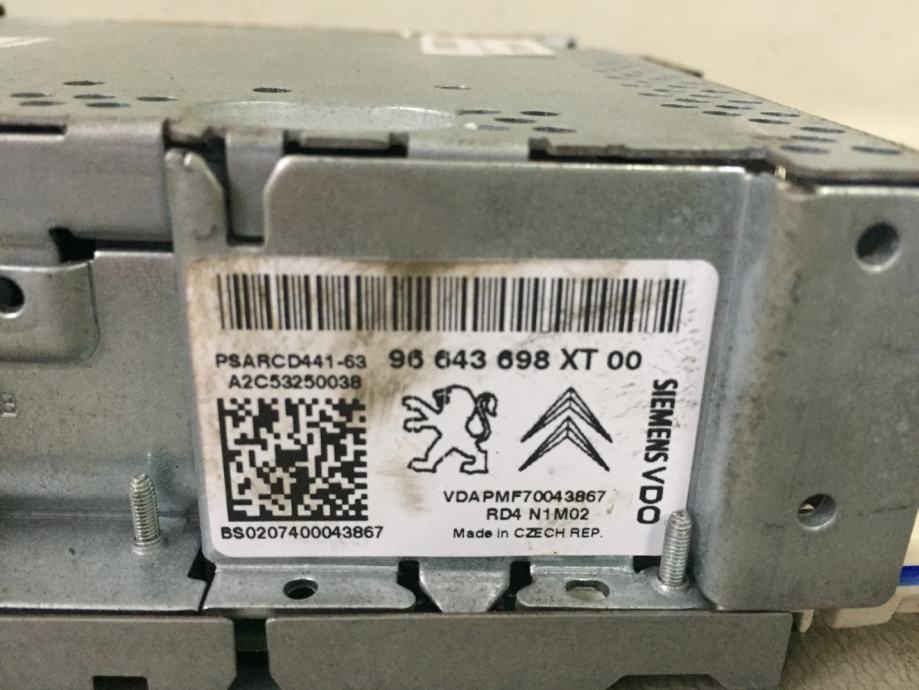 PSARCD441-63 96 643 698 XT 00
A2C53250038
SIEMENS VDO
VDAPMF70043867
RD4 N1M02
BS0207400043867
Made in CZECH REP.